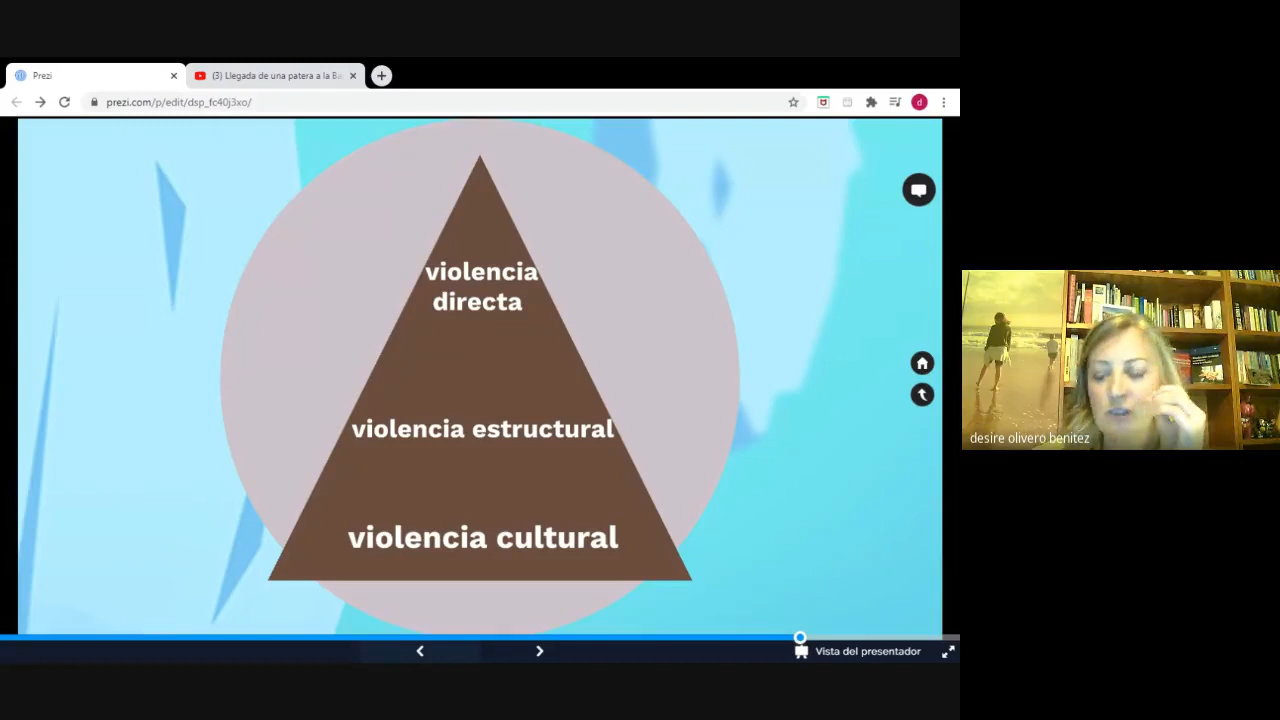 Prezi
(3) Llegada de una patera a la Ba
prezi.com/p/edit/dsp_fc40j3xo/
d
violencia
directa
violencia estructural
violencia cultural
desire olivero benitez
Vista del presentador